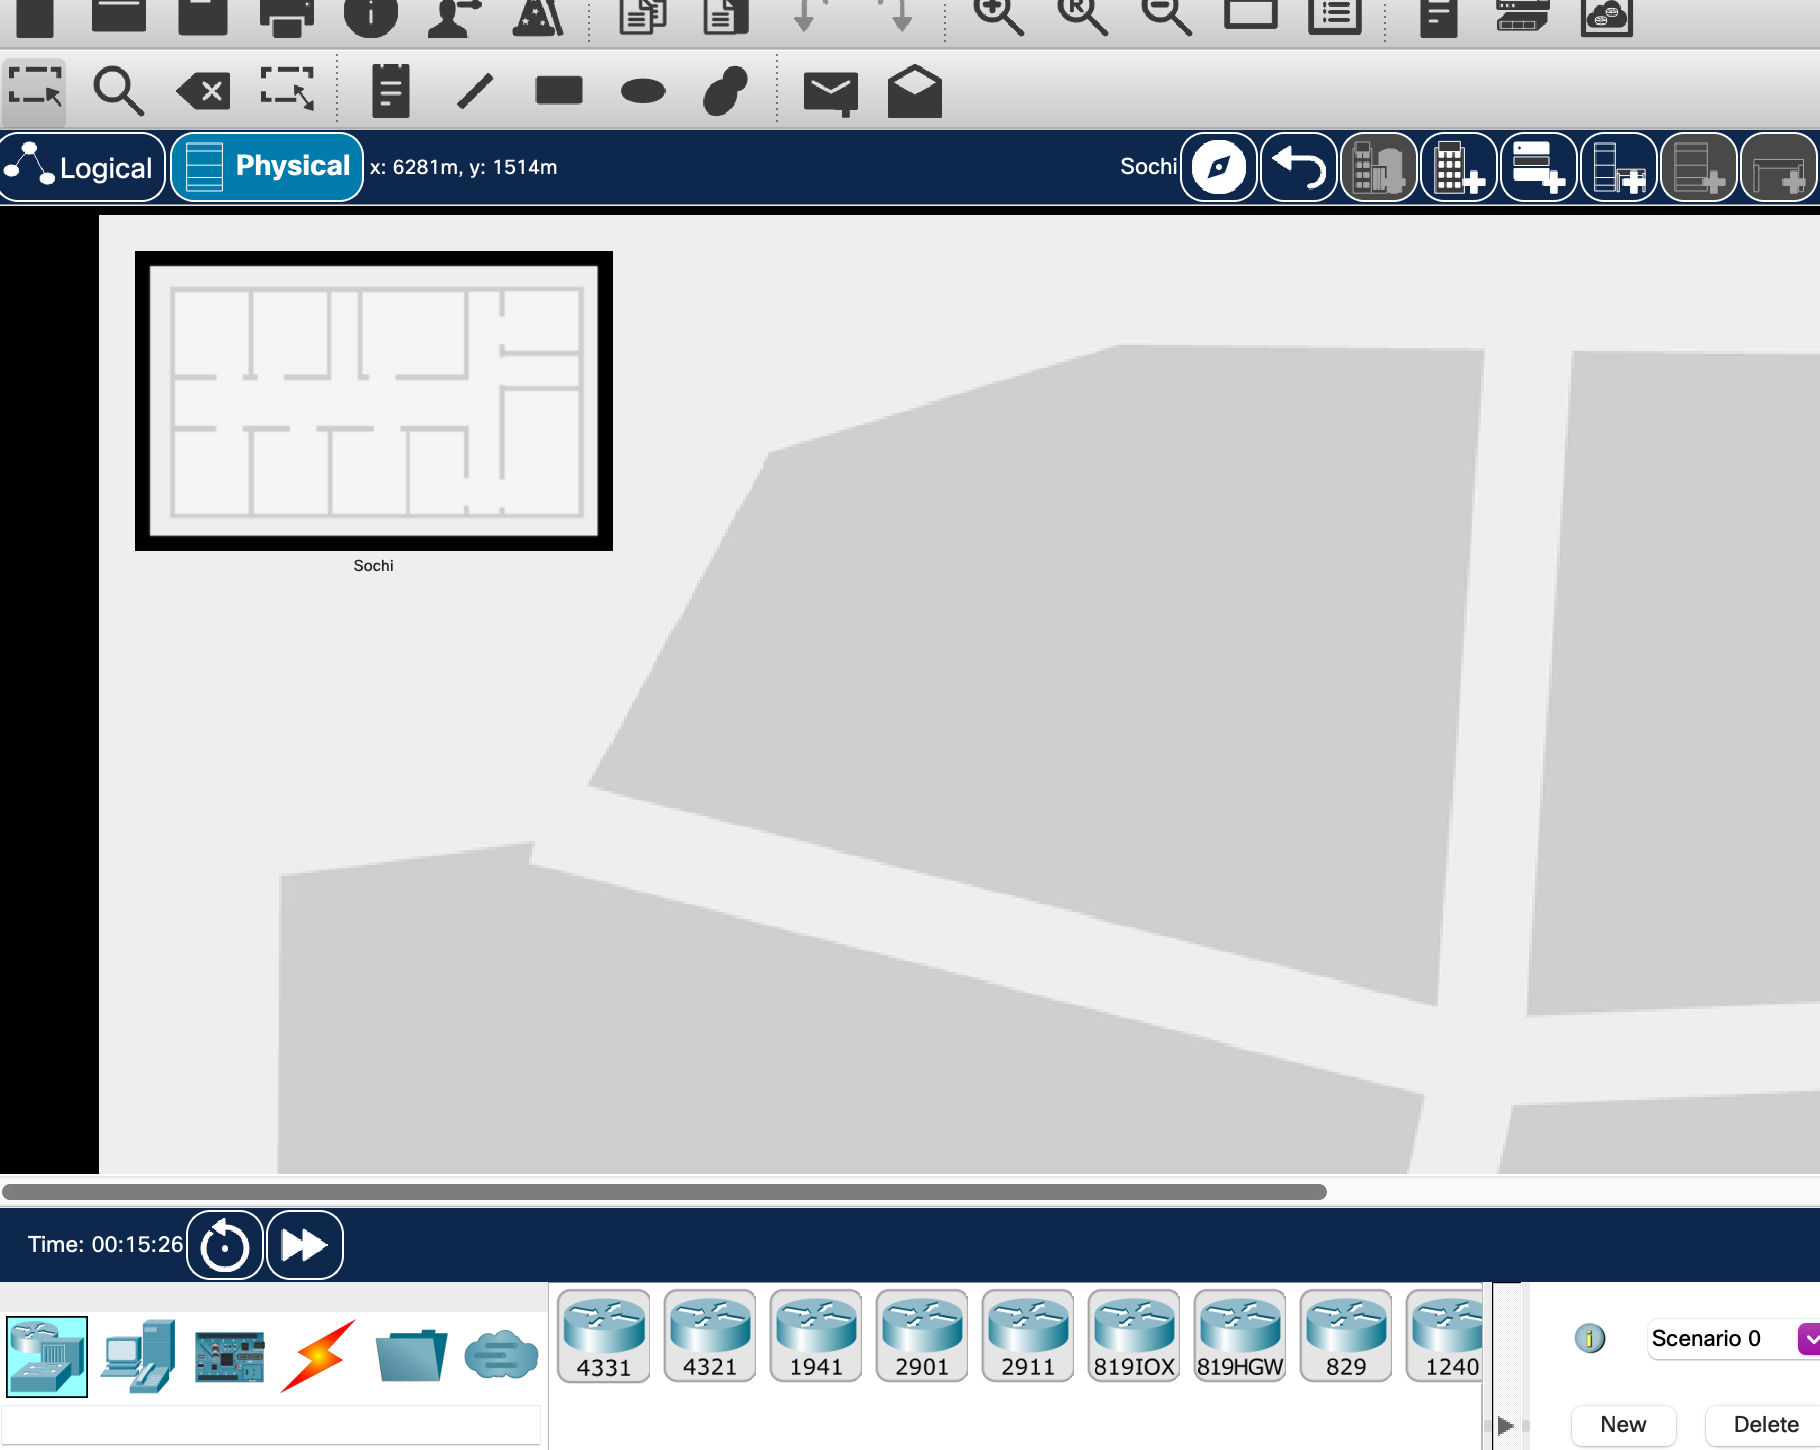 Logical
Physical
x: 6281m, y: 1514m
Sochi
Sochi
Time: 00:15:26
4331
4321
1941
2901
2911
819IOX
819HGW
829
1240
Scenario 0
New
Delete